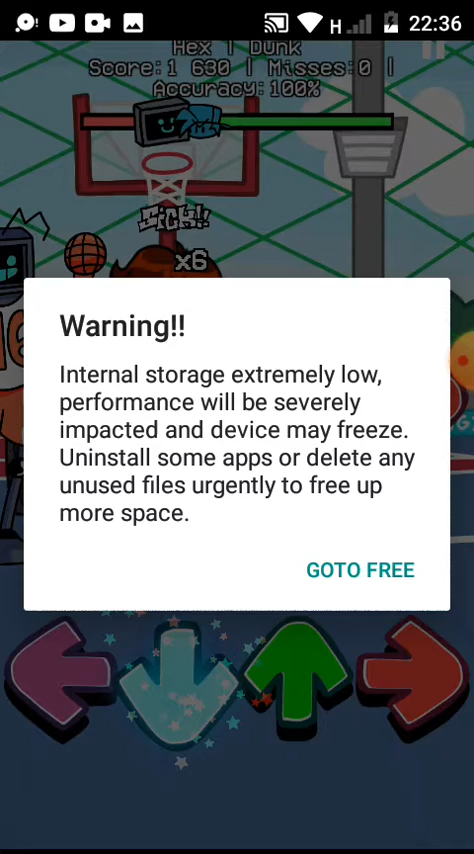 H 22:36
Hex | Dunk
Score:1 630 | Misses:0 |
Accuracy:100%
SICK!!
x6
Warning!!
Internal storage extremely low,
performance will be severely
impacted and device may freeze.
Uninstall some apps or delete any
unused files urgently to free up
more space.
GOTO FREE